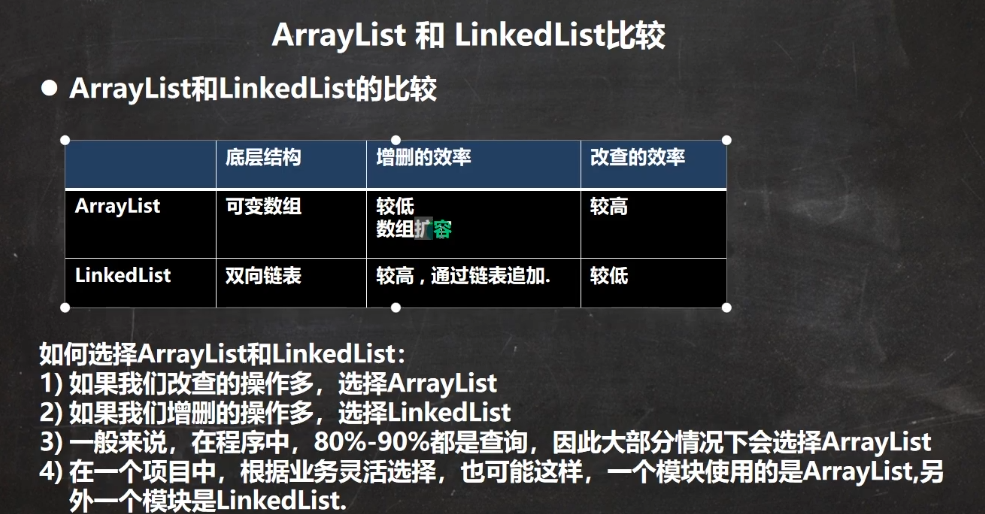 ArrayList 和 LinkedList比较
● ArrayList和LinkedList的比较
底层结构 增删的效率 改查的效率
ArrayList 可变数组 较低 较高
数组扩容
LinkedList 双向链表 较高，通过链表追加. 较低
如何选择ArrayList和LinkedList：
1) 如果我们改查的操作多，选择ArrayList
2) 如果我们增删的操作多，选择LinkedList
3) 一般来说，在程序中，80%-90%都是查询，因此大部分情况下会选择ArrayList
4) 在一个项目中，根据业务灵活选择，也可能这样，一个模块使用的是ArrayList,另
外一个模块是LinkedList.